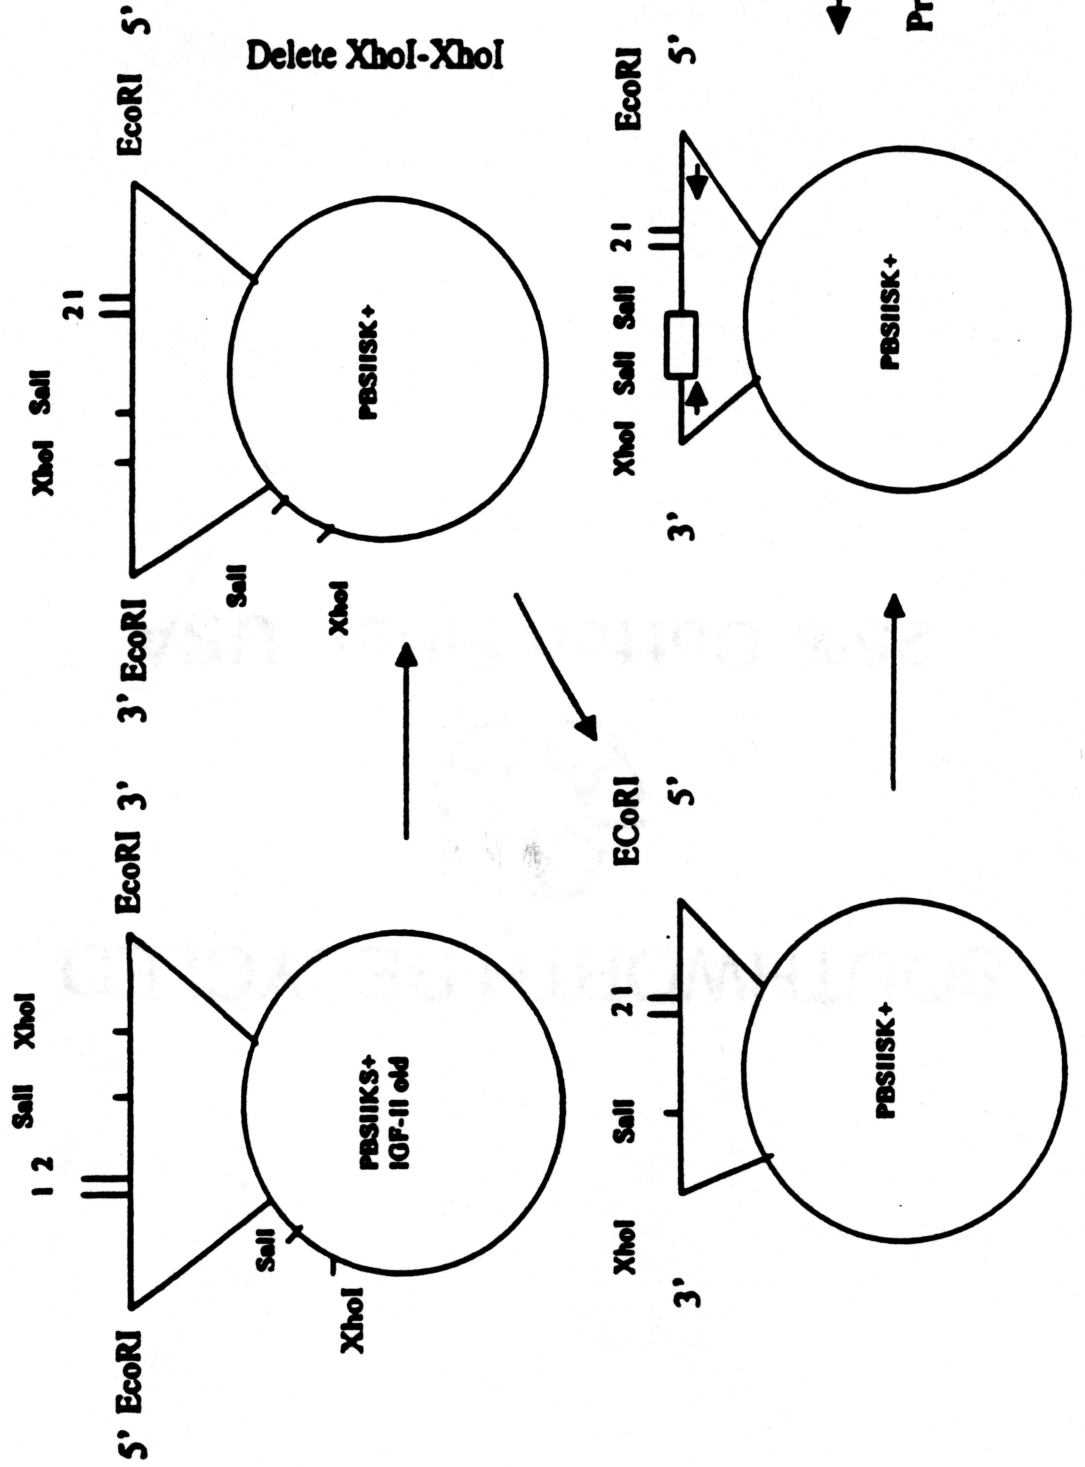 1 2   SalI   XhoI
5' EcoRI   EcoRI 3'
SalI
XhoI
PBSIIKS+
IGF-II old
XhoI   SalI   2 1
3' EcoRI   EcoRI   5'
SalI
XhoI
PBSIISK+
Delete XhoI-XhoI
XhoI   SalI   2 1   ECoRI
3'   5'
PBSIISK+
XhoI   SalI   SalI   2 1   EcoRI
3'   5'
PBSIISK+
Pr